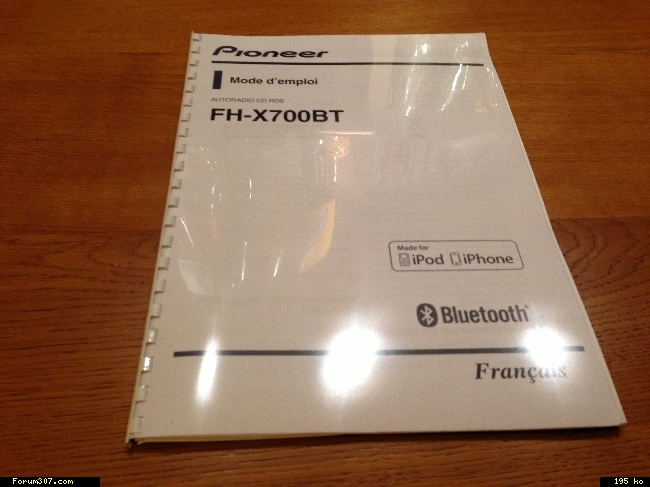 Pioneer
Mode d'emploi
AUTORADIO CD RDS
FH-X700BT
Made for
iPod iPhone
Bluetooth®
Français
Forum307.com
195 ko